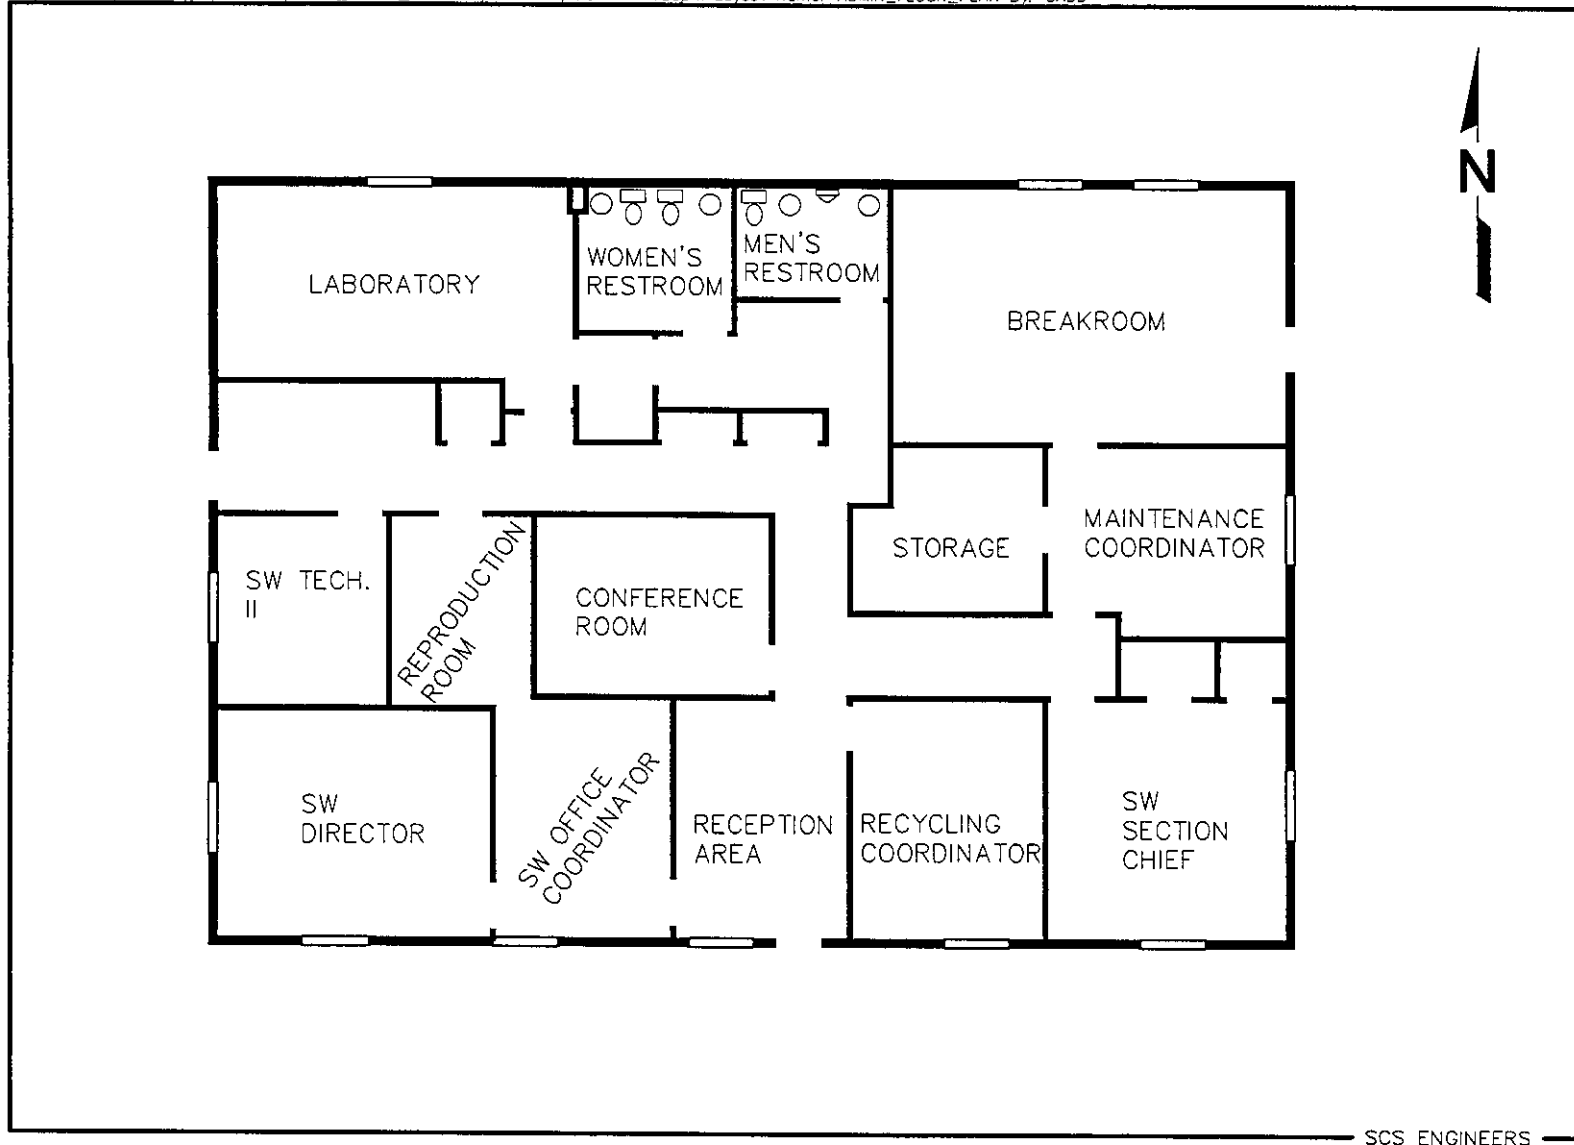 N
WOMEN'S
RESTROOM
MEN'S
RESTROOM
LABORATORY
BREAKROOM
MAINTENANCE
COORDINATOR
STORAGE
SW TECH.
II
REPRODUCTION
ROOM
CONFERENCE
ROOM
SW
DIRECTOR
SW OFFICE
COORDINATOR
RECEPTION
AREA
RECYCLING
COORDINATOR
SW
SECTION
CHIEF
SCS ENGINEERS